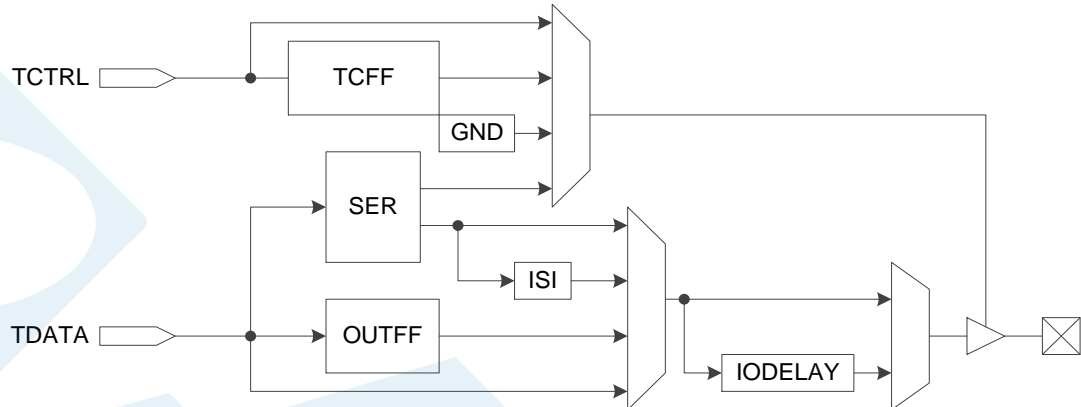 TCTRL
TCFF
GND
SER
ISI
TDATA
OUTFF
IODELAY